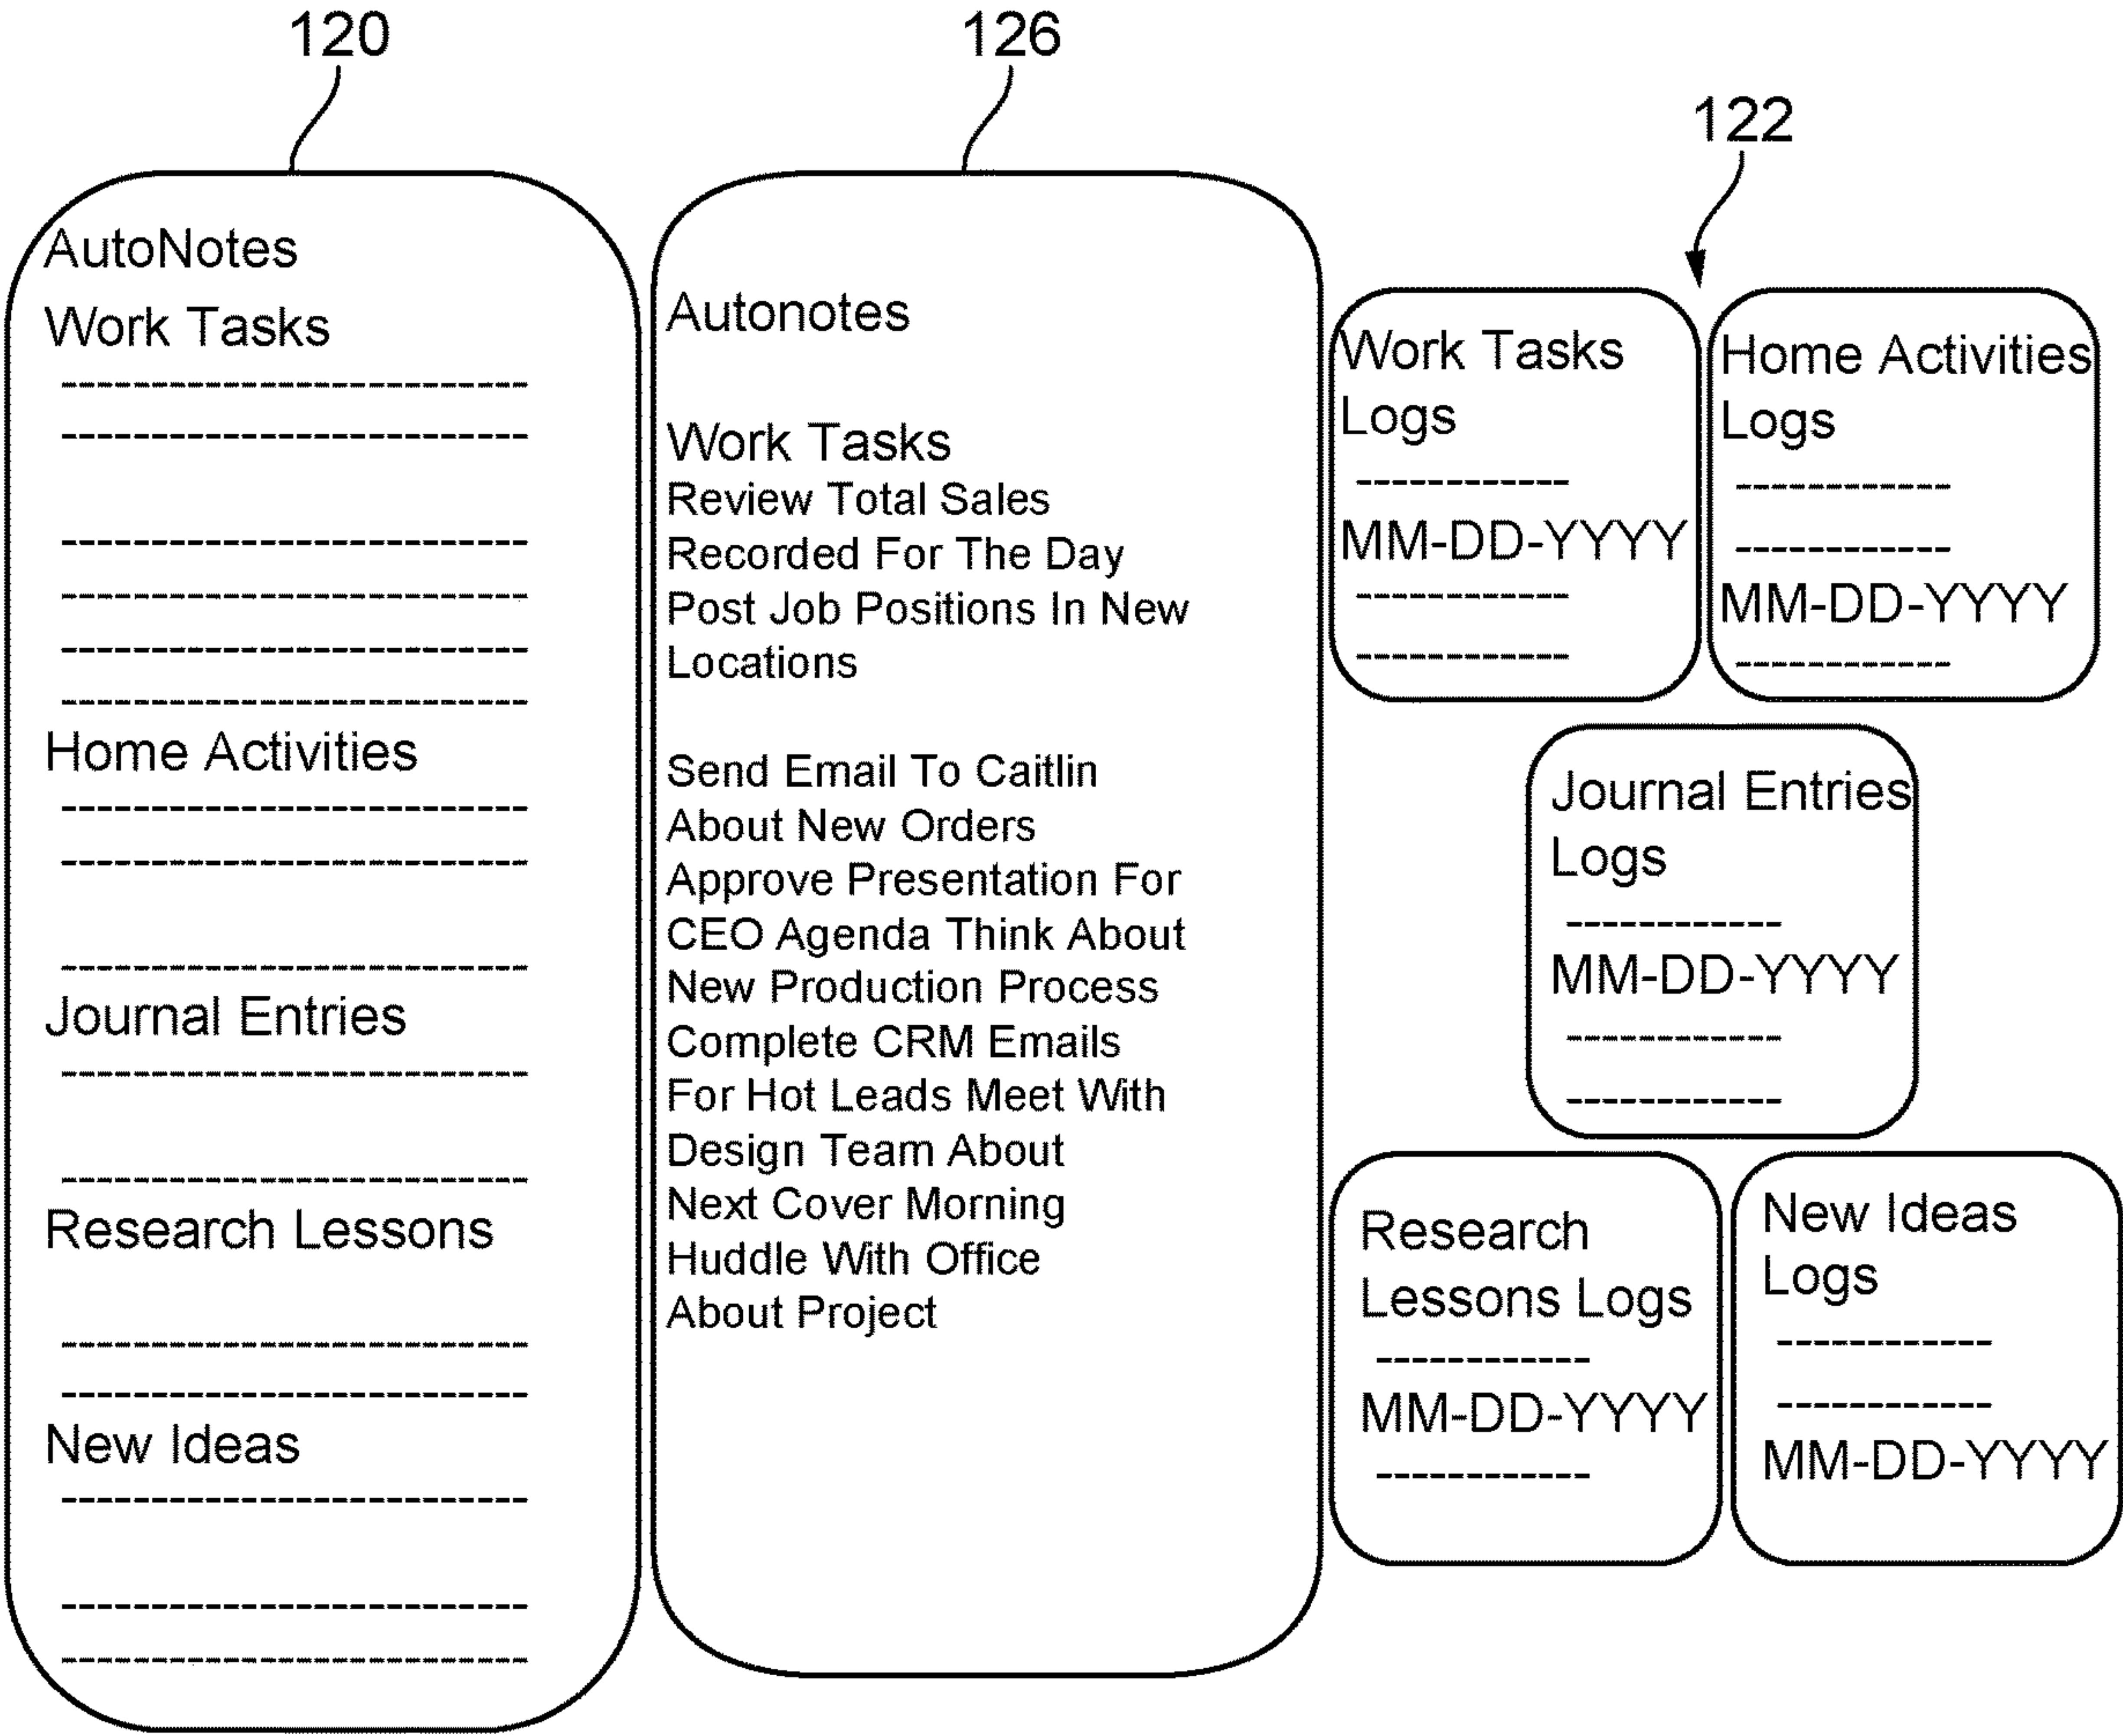 120
126
122
AutoNotes
Work Tasks
--------------------------
--------------------------
--------------------------
--------------------------
--------------------------
--------------------------
Home Activities
--------------------------
--------------------------
--------------------------
Journal Entries
--------------------------
--------------------------
Research Lessons
--------------------------
--------------------------
New Ideas
--------------------------
--------------------------
--------------------------
Autonotes
Work Tasks
Review Total Sales
Recorded For The Day
Post Job Positions In New
Locations
Send Email To Caitlin
About New Orders
Approve Presentation For
CEO Agenda Think About
New Production Process
Complete CRM Emails
For Hot Leads Meet With
Design Team About
Next Cover Morning
Huddle With Office
About Project
Work Tasks
Logs
------------
MM-DD-YYYY
------------
------------
Home Activities
Logs
------------
------------
MM-DD-YYYY
------------
Journal Entries
Logs
------------
MM-DD-YYYY
------------
------------
Research
Lessons Logs
------------
MM-DD-YYYY
------------
New Ideas
Logs
------------
------------
MM-DD-YYYY